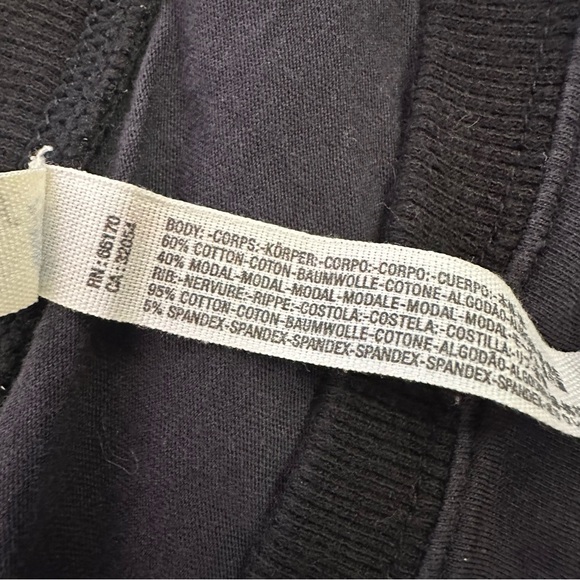 RN: 66170
CA: 32054
BODY:-CORPS:-KÖRPER:-CORPO:-CORPO:-CUERPO:-
60% COTTON-COTON-BAUMWOLLE-COTONE-ALGODÃO-
40% MODAL-MODAL-MODAL-MODALE-MODAL-MODAL-
RIB:-NERVURE:-RIPPE-COSTOLA:-COSTELA:-COSTILLA:-
95% COTTON-COTON-BAUMWOLLE-COTONE-ALGODÃO-
5% SPANDEX-SPANDEX-SPANDEX-SPANDEX-SPANDEX-SPANDEX-